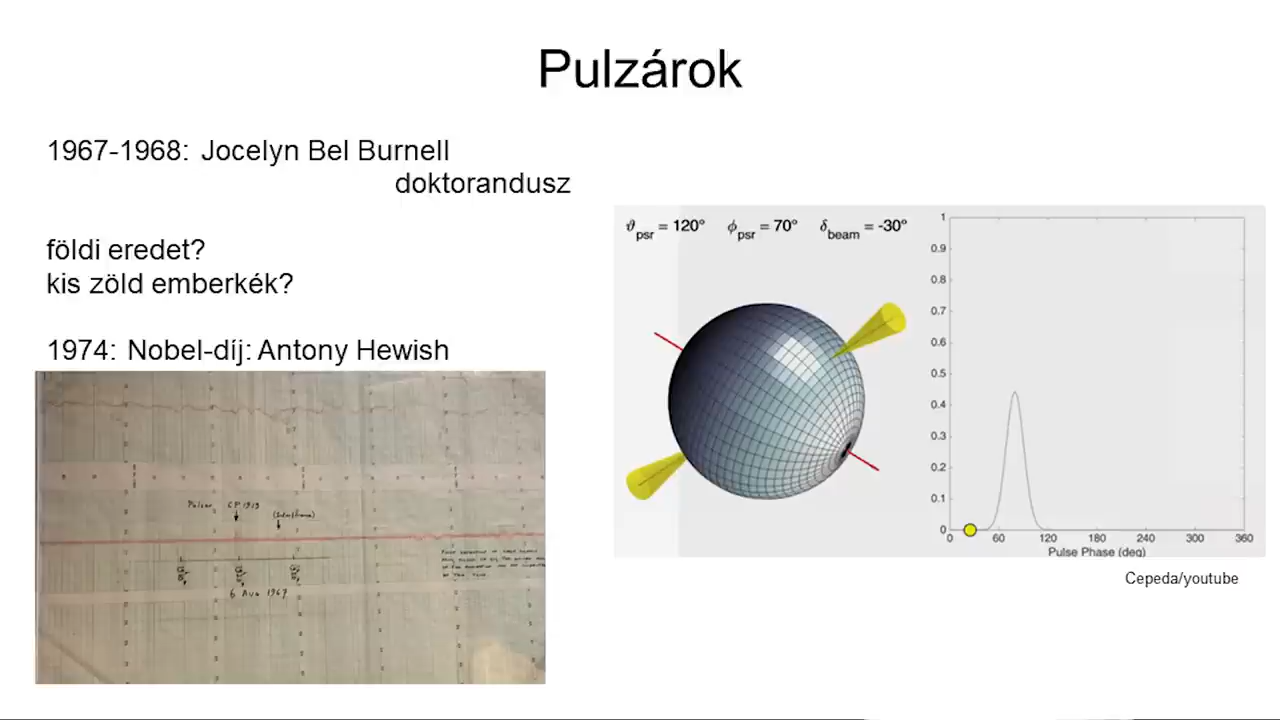 Pulzárok
1967-1968: Jocelyn Bel Burnell
doktorandusz
földi eredet?
kis zöld emberkék?
1974: Nobel-díj: Antony Hewish
Pulsar CP 1919
6 Aug 1967
ϑpsr = 120° ϕpsr = 70° δbeam = -30°
1
0.9
0.8
0.7
0.6
0.5
0.4
0.3
0.2
0.1
0
0 60 120 180 240 300 360
Pulse Phase (deg)
Cepeda/youtube